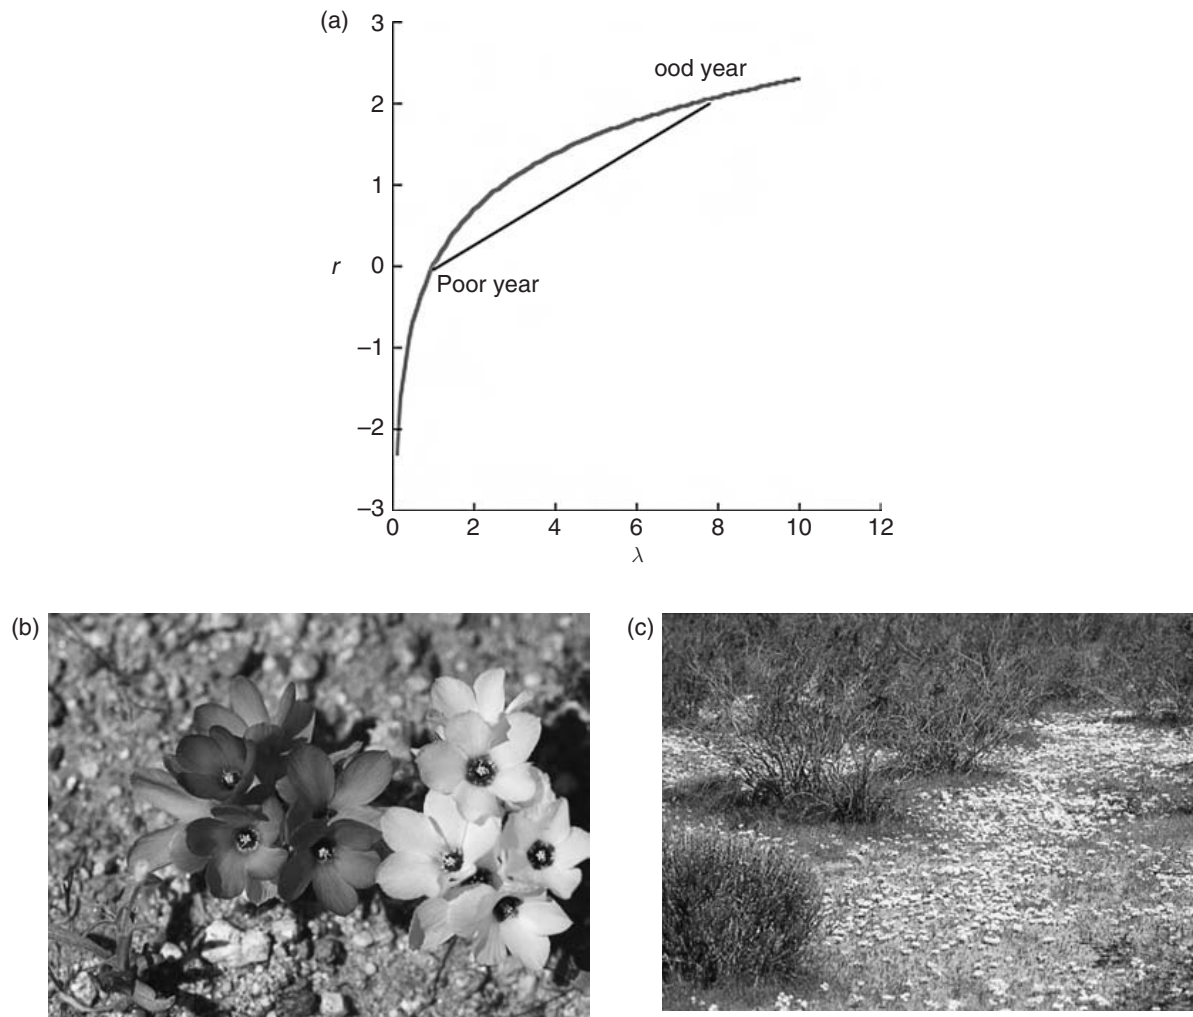 (a)
3
ood year
2
1
r
0
Poor year
–1
–2
–3
0 2 4 6 8 10 12
λ
(b)
(c)